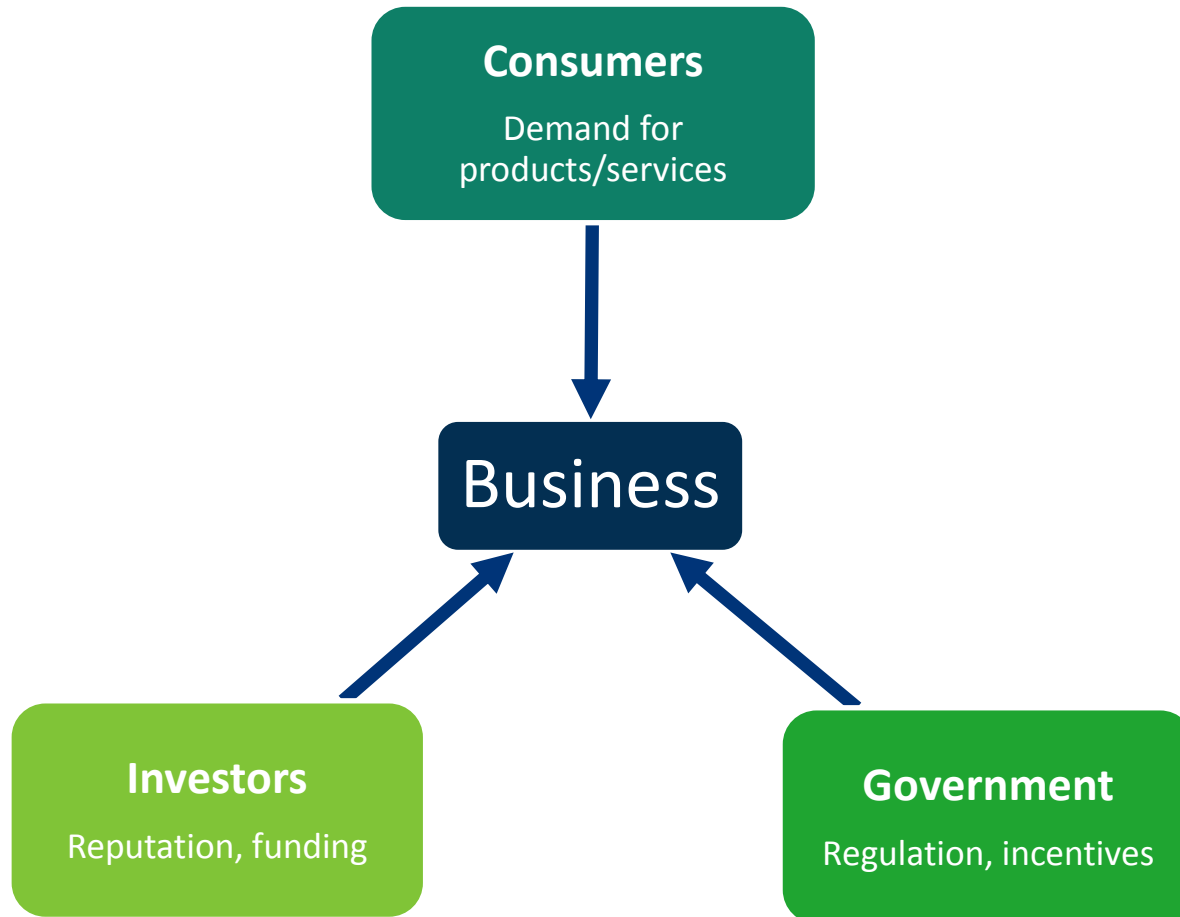 Consumers
Demand for
products/services
Business
Investors
Reputation, funding
Government
Regulation, incentives